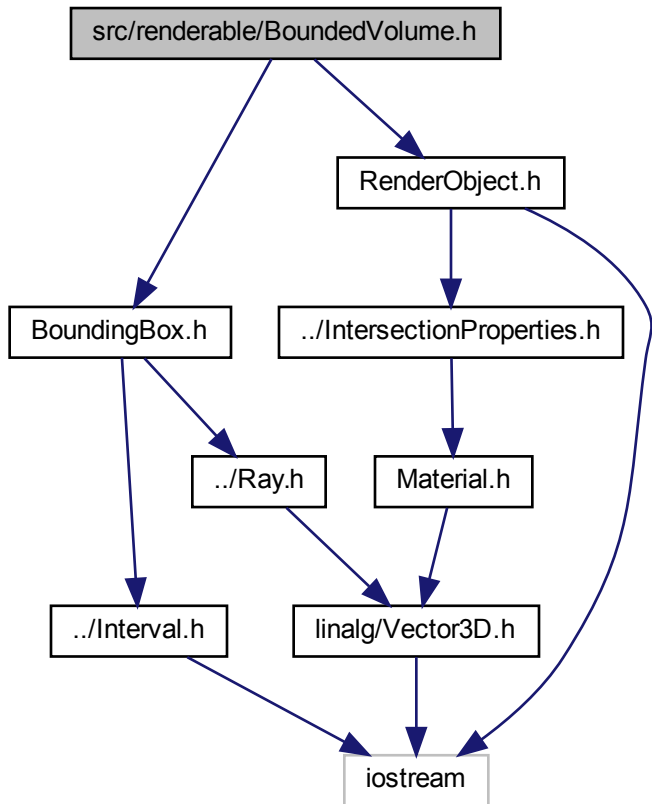 src/renderable/BoundedVolume.h
RenderObject.h
BoundingBox.h
../IntersectionProperties.h
../Ray.h
Material.h
../Interval.h
linalg/Vector3D.h
iostream